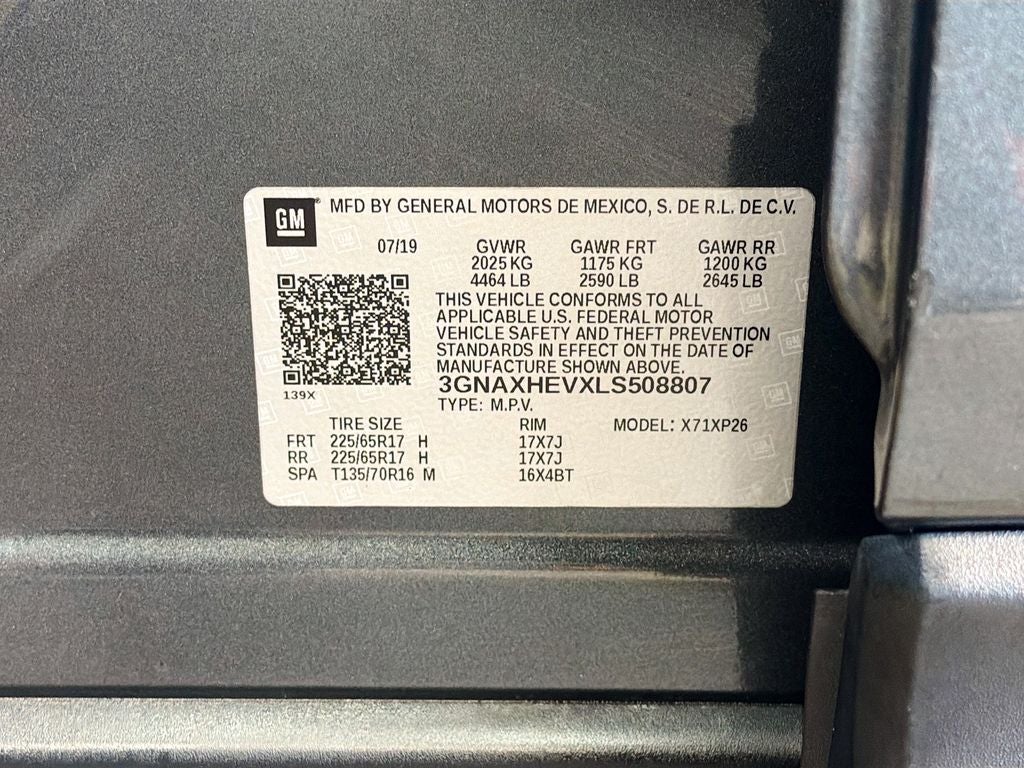 GM MFD BY GENERAL MOTORS DE MEXICO, S. DE R.L. DE C.V.
07/19 GVWR GAWR FRT GAWR RR
2025 KG 1175 KG 1200 KG
4464 LB 2590 LB 2645 LB
THIS VEHICLE CONFORMS TO ALL
APPLICABLE U.S. FEDERAL MOTOR
VEHICLE SAFETY AND THEFT PREVENTION
STANDARDS IN EFFECT ON THE DATE OF
MANUFACTURE SHOWN ABOVE.
3GNAXHEVXLS508807
139X
TYPE: M.P.V.
TIRE SIZE RIM MODEL: X71XP26
FRT 225/65R17 H 17X7J
RR 225/65R17 H 17X7J
SPA T135/70R16 M 16X4BT